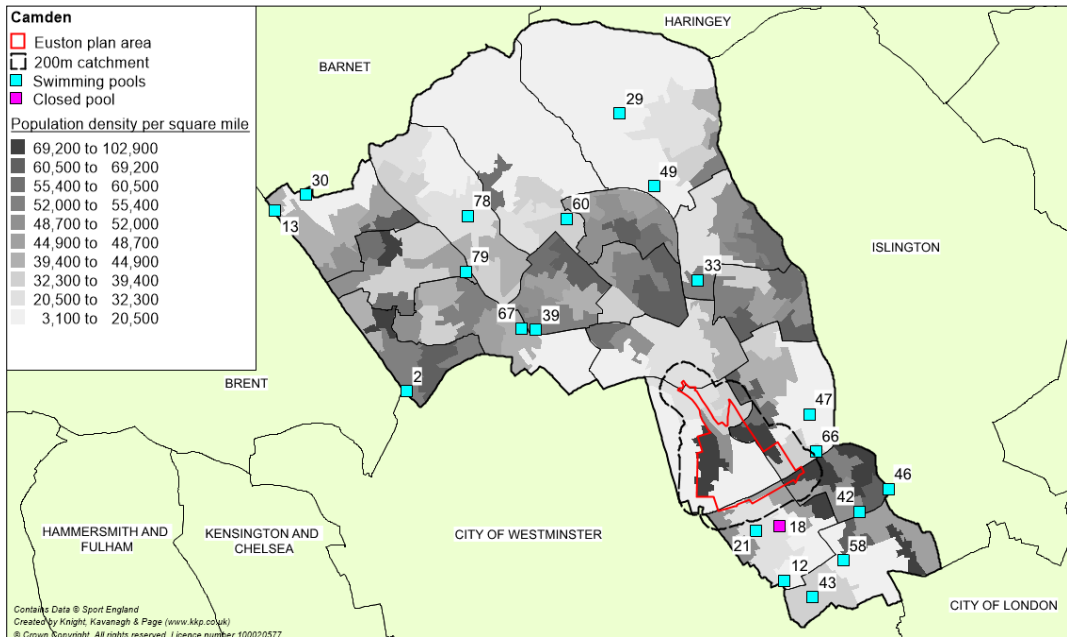 Camden
Euston plan area
200m catchment
Swimming pools
Closed pool
Population density per square mile
69,200 to 102,900
60,500 to 69,200
55,400 to 60,500
52,000 to 55,400
48,700 to 52,000
44,900 to 48,700
39,400 to 44,900
32,300 to 39,400
20,500 to 32,300
3,100 to 20,500
HARINGEY
BARNET
29
49
30
13
78
60
ISLINGTON
79
33
67
39
BRENT
2
47
66
46
42
HAMMERSMITH AND
FULHAM
KENSINGTON AND
CHELSEA
CITY OF WESTMINSTER
18
21
58
12
43
CITY OF LONDON
Contains Data © Sport England
Created by Knight, Kavanagh & Page (www.kkp.co.uk)
© Crown Copyright. All rights reserved. Licence number 100020577